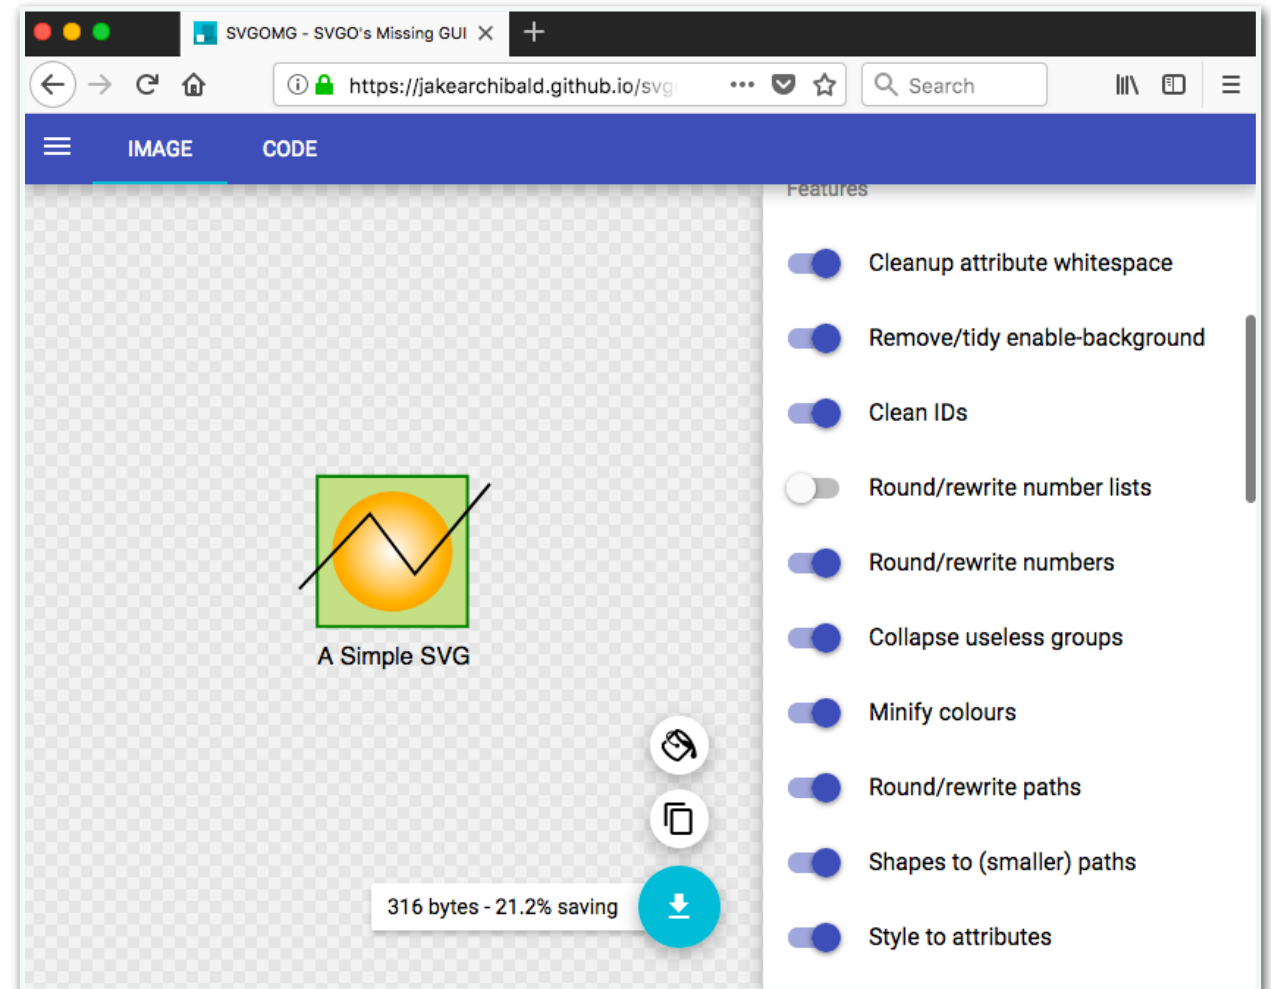 SVGOMG - SVGO's Missing GUI
https://jakearchibald.github.io/svg
Search
IMAGE
CODE
Features
Cleanup attribute whitespace
Remove/tidy enable-background
Clean IDs
Round/rewrite number lists
Round/rewrite numbers
Collapse useless groups
Minify colours
Round/rewrite paths
Shapes to (smaller) paths
Style to attributes
A Simple SVG
316 bytes - 21.2% saving